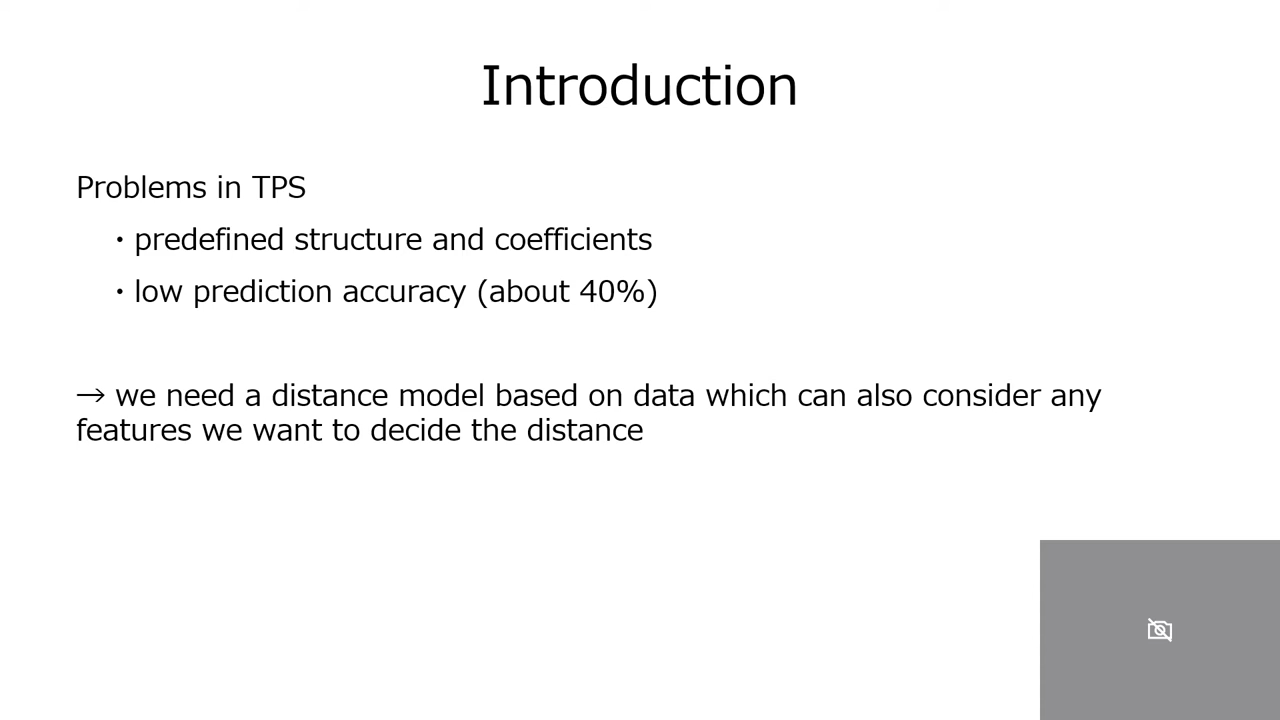 Introduction
Problems in TPS
・predefined structure and coefficients
・low prediction accuracy (about 40%)
→ we need a distance model based on data which can also consider any
features we want to decide the distance